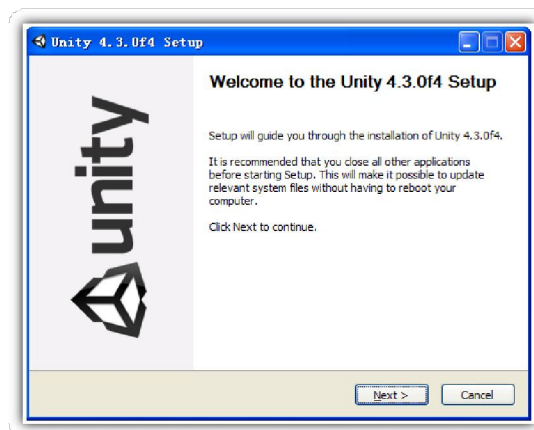 Unity 4.3.0f4 Setup
Welcome to the Unity 4.3.0f4 Setup
unity
Setup will guide you through the installation of Unity 4.3.0f4.
It is recommended that you close all other applications
before starting Setup. This will make it possible to update
relevant system files without having to reboot your
computer.
Click Next to continue.
Next >
Cancel